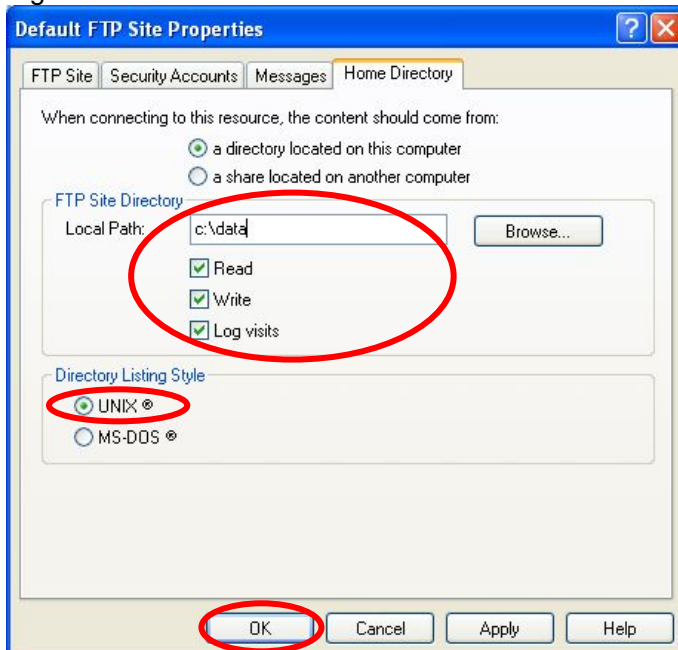 Default FTP Site Properties
FTP Site Security Accounts Messages Home Directory
When connecting to this resource, the content should come from:
a directory located on this computer
a share located on another computer
FTP Site Directory
Local Path: c:\data Browse...
Read
Write
Log visits
Directory Listing Style
UNIX ®
MS-DOS ®
OK Cancel Apply Help